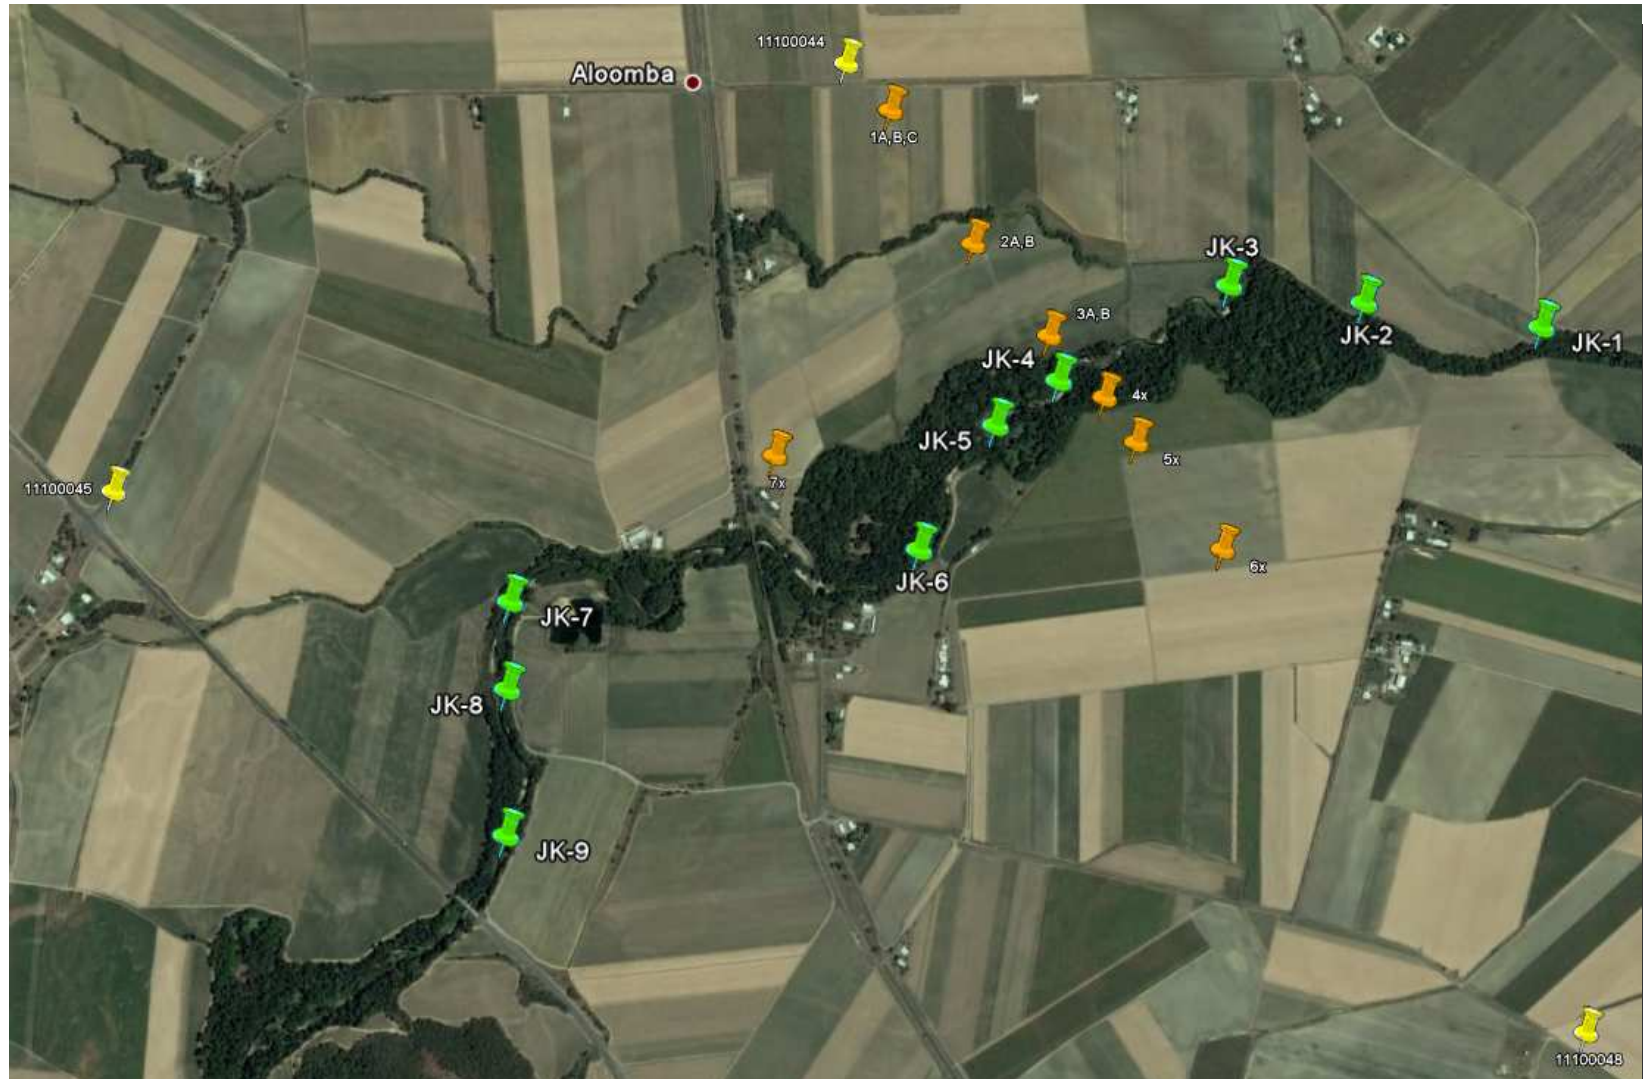 11100044
Aloomba
1A,B,C
2A,B
JK-3
3A,B
JK-2
JK-1
JK-4
4x
JK-5
5x
7x
11100045
6x
JK-6
JK-7
JK-8
JK-9
11100048